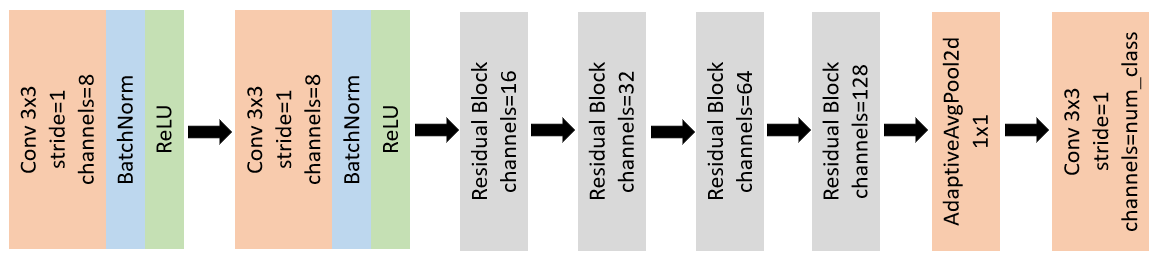 Conv 3x3
stride=1
channels=8
BatchNorm
ReLU
Conv 3x3
stride=1
channels=8
BatchNorm
ReLU
Residual Block
channels=16
Residual Block
channels=32
Residual Block
channels=64
Residual Block
channels=128
AdaptiveAvgPool2d
1x1
Conv 3x3
stride=1
channels=num_class